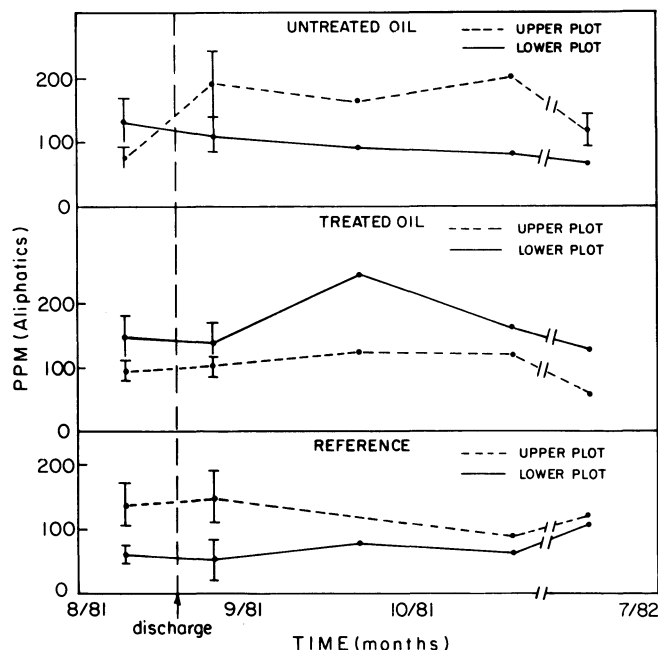 UNTREATED OIL
UPPER PLOT
LOWER PLOT
200
100
0
TREATED OIL
UPPER PLOT
LOWER PLOT
200
100
0
REFERENCE
UPPER PLOT
LOWER PLOT
200
100
0
PPM (Aliphatics)
8/81
9/81
10/81
7/82
discharge
TIME (months)